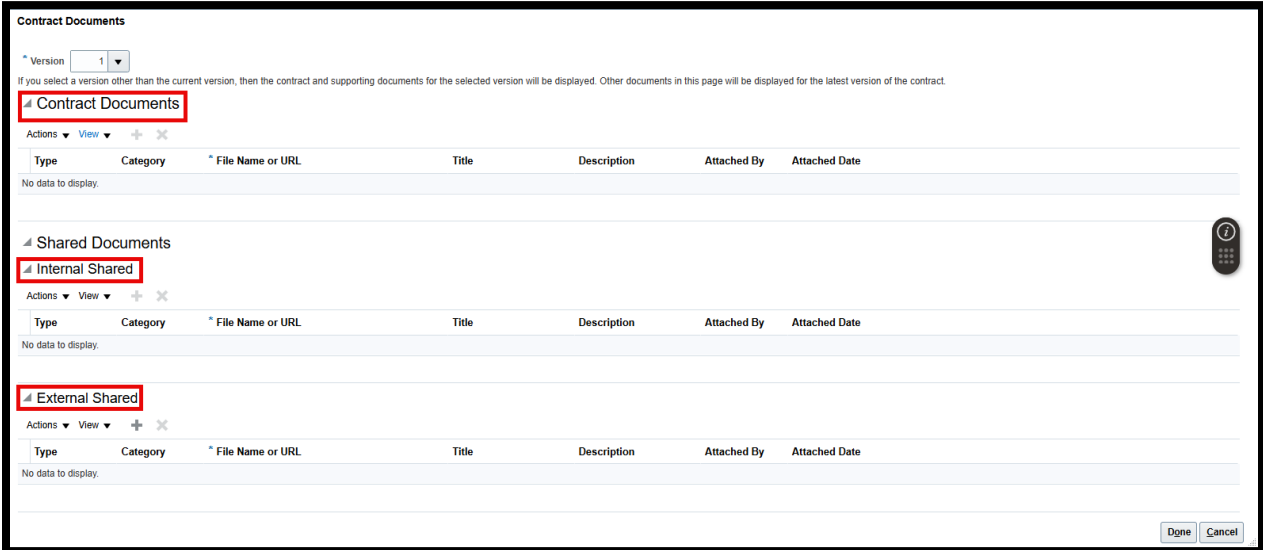 Contract Documents
* Version 1
If you select a version other than the current version, then the contract and supporting documents for the selected version will be displayed. Other documents in this page will be displayed for the latest version of the contract.
Contract Documents
Actions View
Type Category * File Name or URL Title Description Attached By Attached Date
No data to display.
Shared Documents
Internal Shared
Actions View
Type Category * File Name or URL Title Description Attached By Attached Date
No data to display.
External Shared
Actions View
Type Category * File Name or URL Title Description Attached By Attached Date
No data to display.
Done Cancel